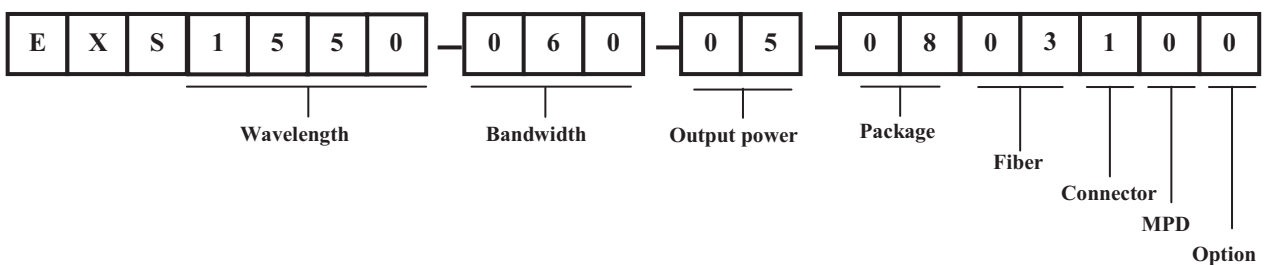 E X S 1 5 5 0 - 0 6 0 - 0 5 - 0 8 0 3 1 0 0
Wavelength Bandwidth Output power Package
Fiber
Connector
MPD
Option